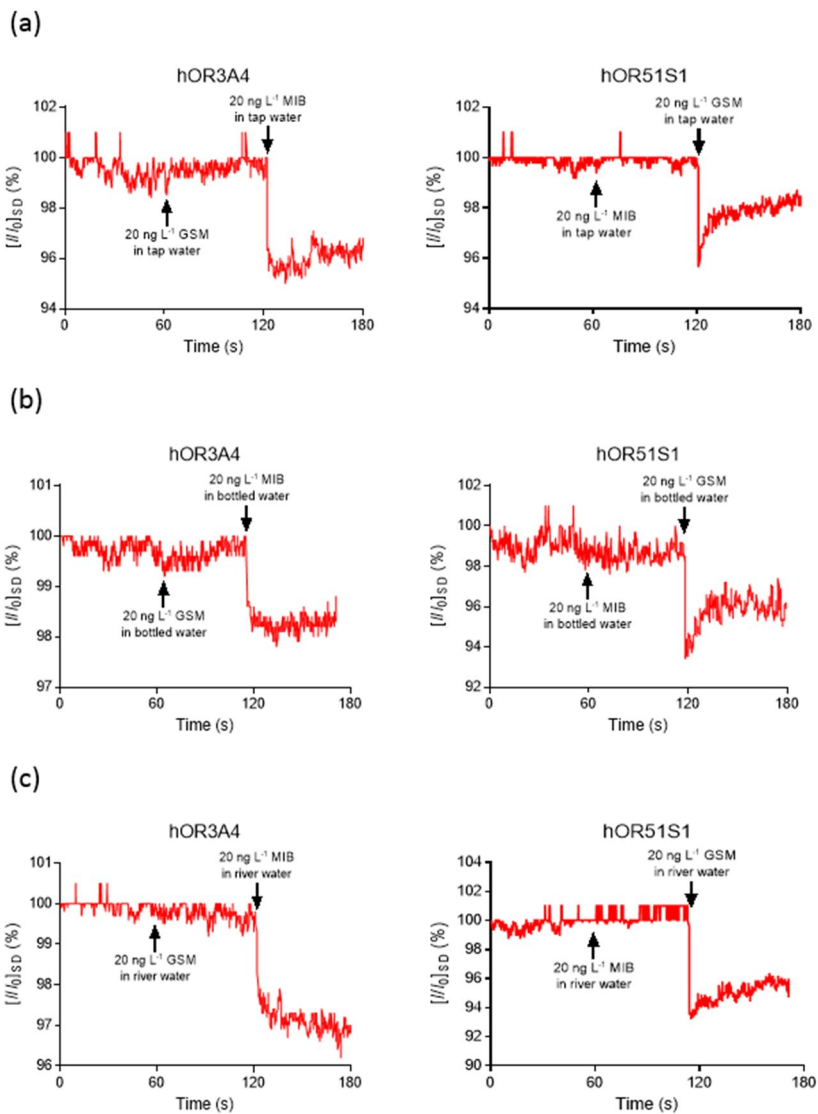 (a)
hOR3A4
102
100
98
96
94
[I/I0]SD (%)
20 ng L-1 MIB
in tap water
20 ng L-1 GSM
in tap water
0 60 120 180
Time (s)
hOR51S1
102
100
98
96
94
[I/I0]SD (%)
20 ng L-1 GSM
in tap water
20 ng L-1 MIB
in tap water
0 60 120 180
Time (s)
(b)
hOR3A4
101
100
99
98
97
[I/I0]SD (%)
20 ng L-1 MIB
in bottled water
20 ng L-1 GSM
in bottled water
0 60 120 180
Time (s)
hOR51S1
102
100
98
96
94
92
[I/I0]SD (%)
20 ng L-1 GSM
in bottled water
20 ng L-1 MIB
in bottled water
0 60 120 180
Time (s)
(c)
hOR3A4
101
100
99
98
97
96
[I/I0]SD (%)
20 ng L-1 MIB
in river water
20 ng L-1 GSM
in river water
0 60 120 180
Time (s)
hOR51S1
104
102
100
98
96
94
92
90
[I/I0]SD (%)
20 ng L-1 GSM
in river water
20 ng L-1 MIB
in river water
0 60 120 180
Time (s)